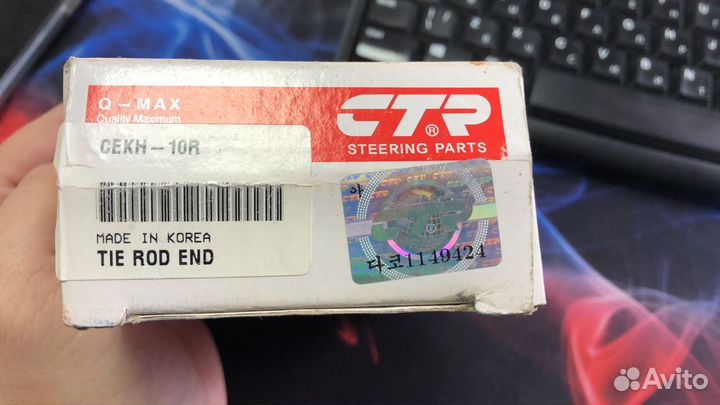 Q-MAX
Quality Maximum
CTR
®
STEERING PARTS
CEKH-10R
MADE IN KOREA
TIE ROD END
라코1149424
Avito